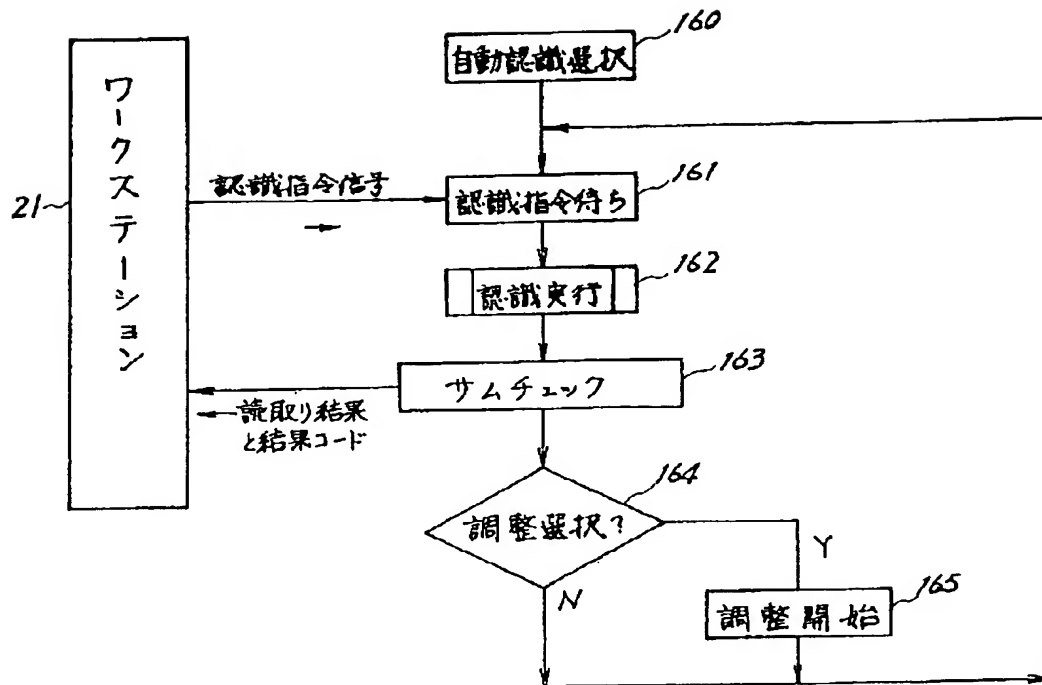 160
自動認識選択
ワークステーション
21
認識指令信号
161
認識指令待ち
162
認識実行
163
サムチェック
読取り結果
と結果コード
164
調整選択?
Y
N
165
調整開始